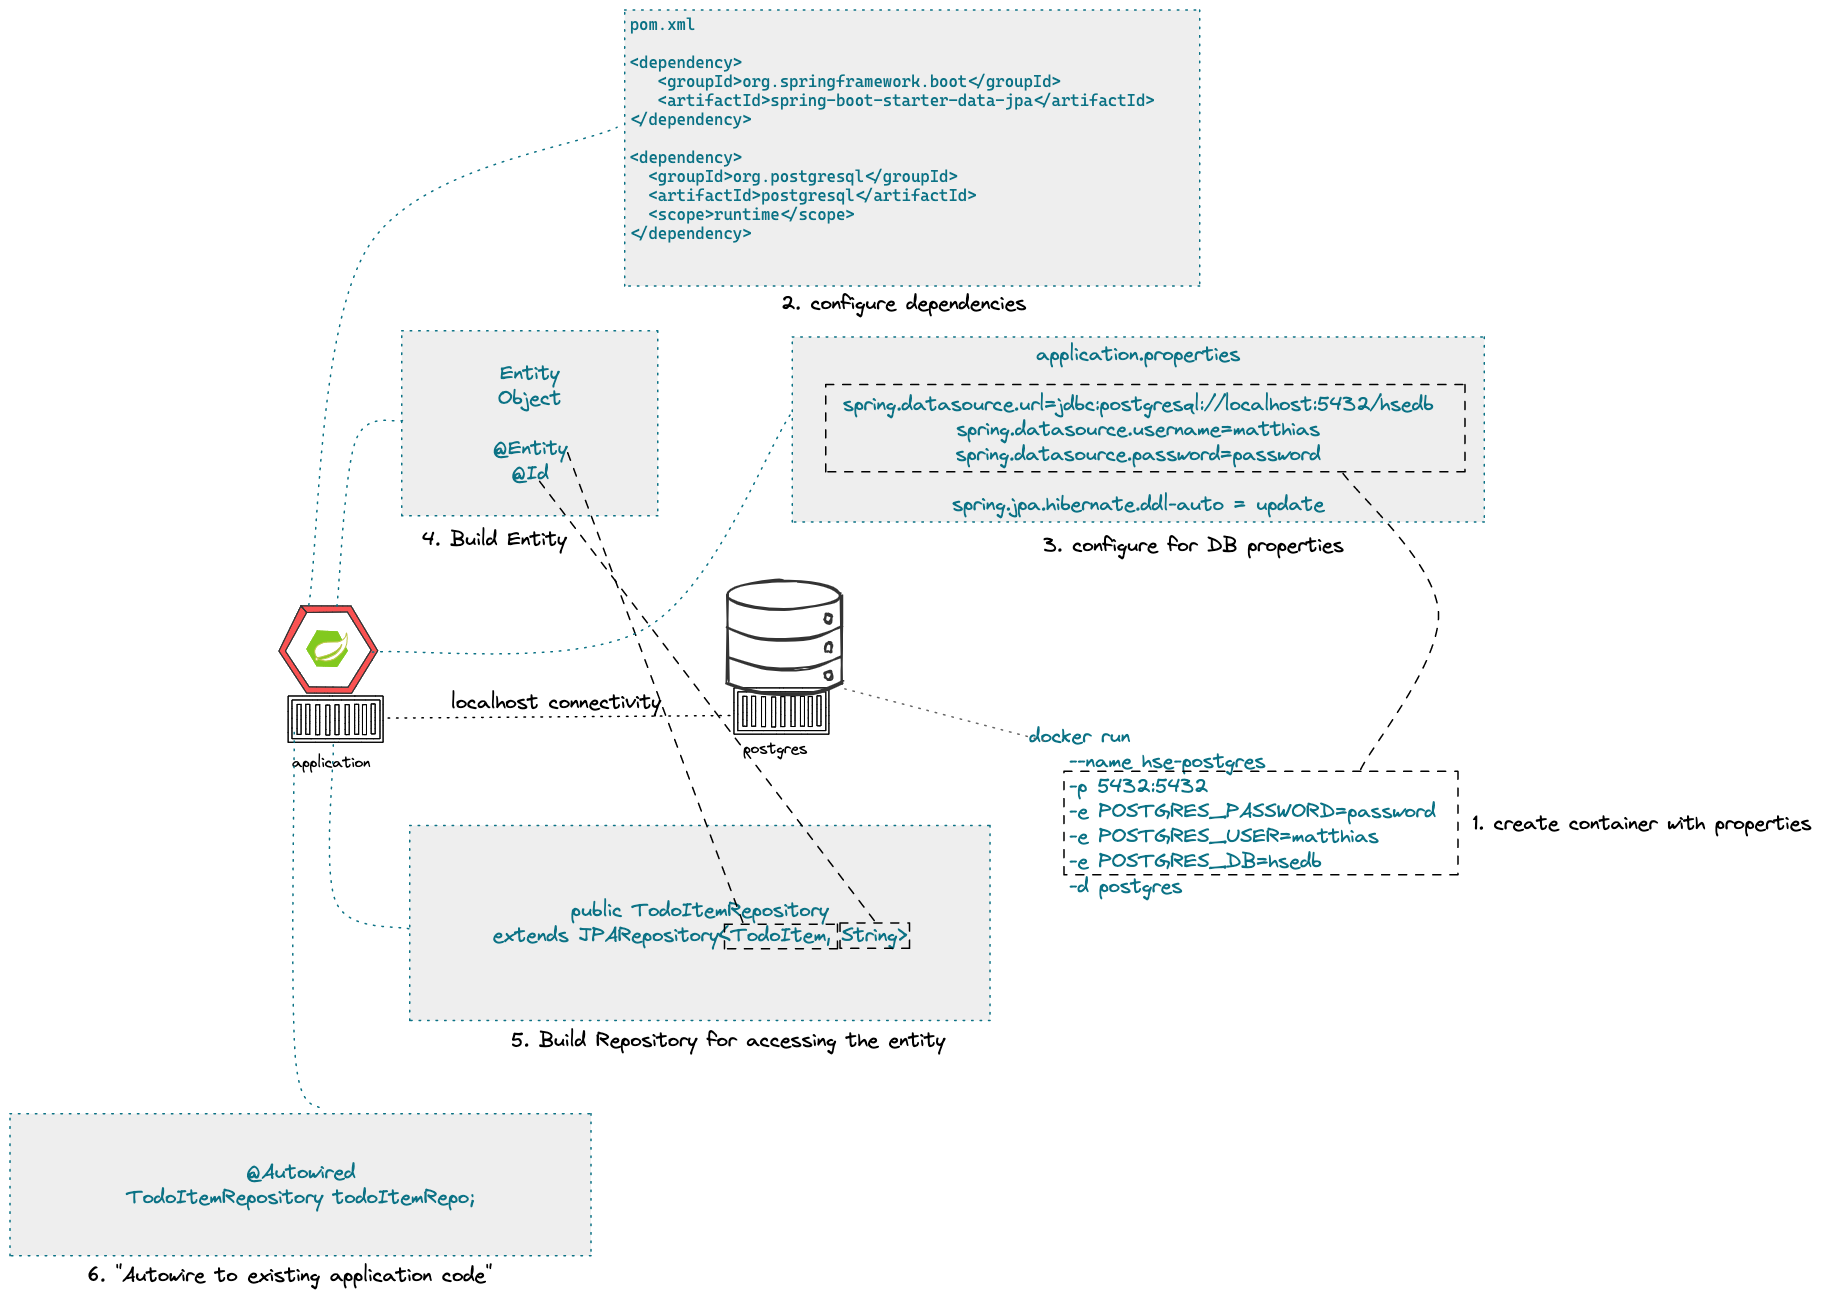 pom.xml
<dependency>
<groupId>org.springframework.boot</groupId>
<artifactId>spring-boot-starter-data-jpa</artifactId>
</dependency>
<dependency>
<groupId>org.postgresql</groupId>
<artifactId>postgresql</artifactId>
<scope>runtime</scope>
</dependency>
2. configure dependencies
Entity
Object
@Entity
@Id
4. Build Entity
application.properties
spring.datasource.url=jdbc:postgresql://localhost:5432/hsedb
spring.datasource.username=matthias
spring.datasource.password=password
spring.jpa.hibernate.ddl-auto = update
3. configure for DB properties
localhost connectivity
application
postgres
docker run
--name hse-postgres
-p 5432:5432
-e POSTGRES_PASSWORD=password
-e POSTGRES_USER=matthias
-e POSTGRES_DB=hsedb
-d postgres
1. create container with properties
public TodoItemRepository
extends JPARepository<TodoItem, String>
5. Build Repository for accessing the entity
@Autowired
TodoItemRepository todoItemRepo;
6. "Autowire to existing application code"